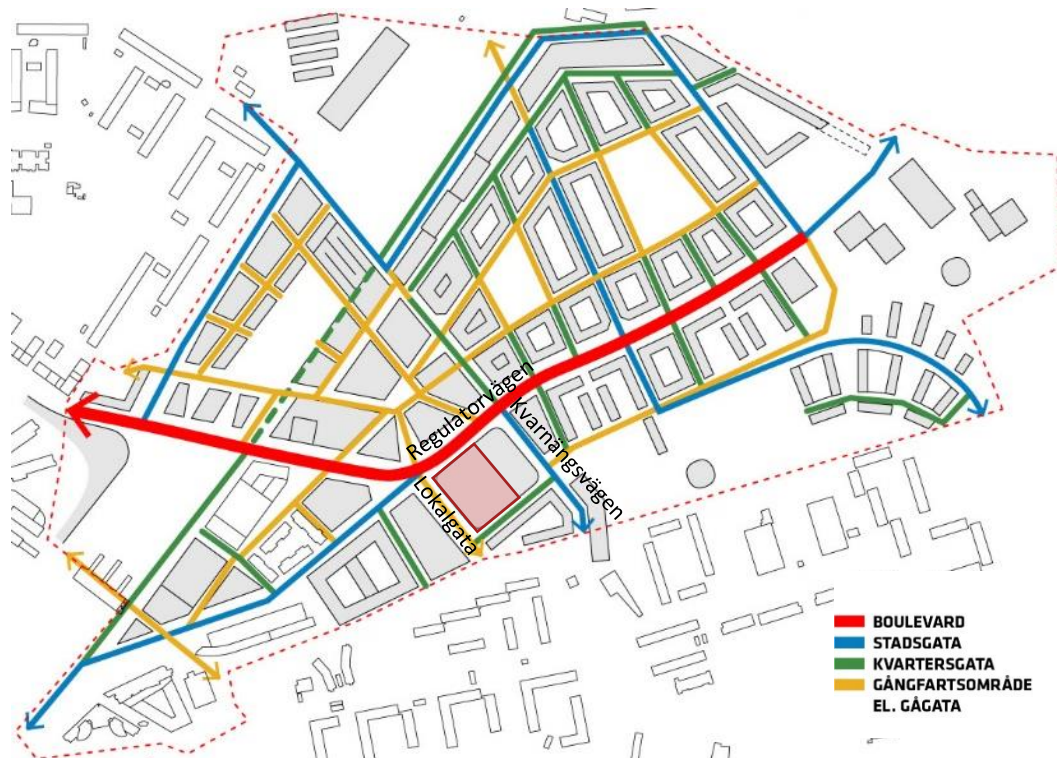 Regulatorvägen
Kvarnängsvägen
Lokalgata
BOULEVARD
STADSGATA
KVARTERSGATA
GÅNGFARTSOMRÅDE
EL. GÅGATA